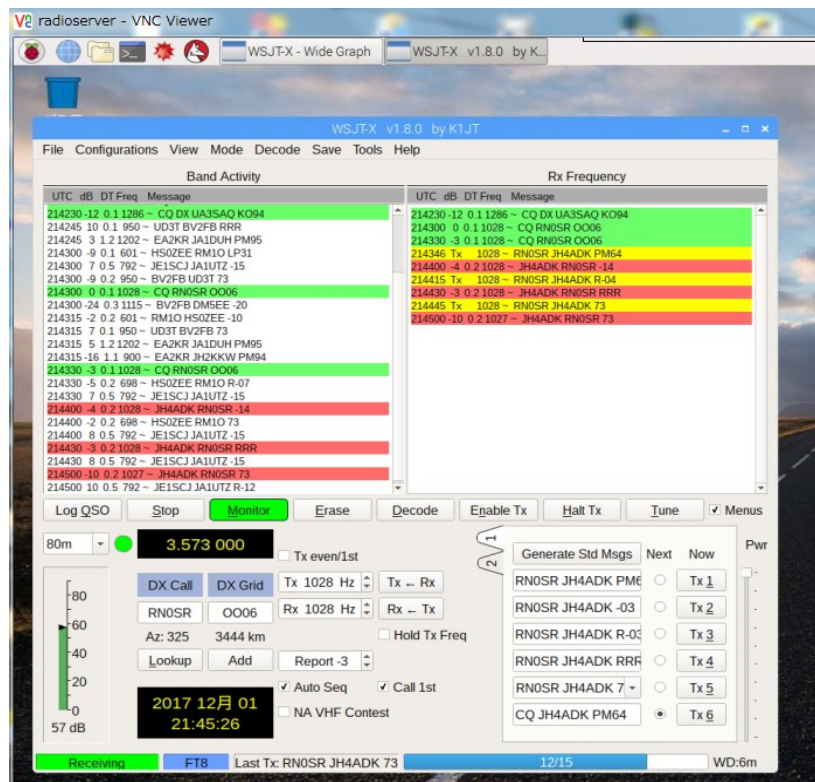 radioserver - VNC Viewer
WSJT-X - Wide Graph
WSJT-X v1.8.0 by K...
WSJT-X v1.8.0 by K1JT
File Configurations View Mode Decode Save Tools Help
Band Activity
UTC dB DT Freq Message
214230 -12 0.1 1286 ~ CQ DX UA3SAQ KO94
214245 10 0.1 950 ~ UD3T BV2FB RRR
214245 3 1.2 1202 ~ EA2KR JA1DUH PM95
214300 -9 0.1 601 ~ HS0ZEE RM1O LP31
214300 7 0.5 792 ~ JE1SCJ JA1UTZ -15
214300 -9 0.2 950 ~ BV2FB UD3T 73
214300 0 0.1 1028 ~ CQ RN0SR OO06
214300 -24 0.3 1115 ~ BV2FB DM5EE -20
214315 -2 0.2 601 ~ RM1O HS0ZEE -10
214315 7 0.1 950 ~ UD3T BV2FB 73
214315 5 1.2 1202 ~ EA2KR JA1DUH PM95
214315 -16 1.1 900 ~ EA2KR JH2KKW PM94
214330 -3 0.1 1028 ~ CQ RN0SR OO06
214330 -5 0.2 698 ~ HS0ZEE RM1O R-07
214330 7 0.5 792 ~ JE1SCJ JA1UTZ -15
214400 -4 0.2 1028 ~ JH4ADK RN0SR -14
214400 -2 0.2 698 ~ HS0ZEE RM1O 73
214400 8 0.5 792 ~ JE1SCJ JA1UTZ -15
214430 -3 0.2 1028 ~ JH4ADK RN0SR RRR
214430 8 0.5 792 ~ JE1SCJ JA1UTZ -15
214500 -10 0.2 1027 ~ JH4ADK RN0SR 73
214500 10 0.5 792 ~ JE1SCJ JA1UTZ R-12
Rx Frequency
UTC dB DT Freq Message
214230 -12 0.1 1286 ~ CQ DX UA3SAQ KO94
214300 0 0.1 1028 ~ CQ RN0SR OO06
214330 -3 0.1 1028 ~ CQ RN0SR OO06
214346 Tx 1028 ~ RN0SR JH4ADK PM64
214400 -4 0.2 1028 ~ JH4ADK RN0SR -14
214415 Tx 1028 ~ RN0SR JH4ADK R-04
214430 -3 0.2 1028 ~ JH4ADK RN0SR RRR
214445 Tx 1028 ~ RN0SR JH4ADK 73
214500 -10 0.2 1027 ~ JH4ADK RN0SR 73
Log QSO Stop Monitor Erase Decode Enable Tx Halt Tx Tune Menus
80m 3.573 000
Tx even/1st
DX Call DX Grid Tx 1028 Hz Tx ← Rx
RN0SR OO06 Rx 1028 Hz Rx ← Tx
Az: 325 3444 km Hold Tx Freq
Lookup Add Report -3
Auto Seq Call 1st
NA VHF Contest
2017 12月 01
21:45:26
80
60
40
20
0
57 dB
1
2
Generate Std Msgs Next Now Pwr
RN0SR JH4ADK PM6 Tx 1
RN0SR JH4ADK -03 Tx 2
RN0SR JH4ADK R-03 Tx 3
RN0SR JH4ADK RRR Tx 4
RN0SR JH4ADK 7 Tx 5
CQ JH4ADK PM64 Tx 6
Receiving FT8 Last Tx: RN0SR JH4ADK 73 12/15 WD:6m